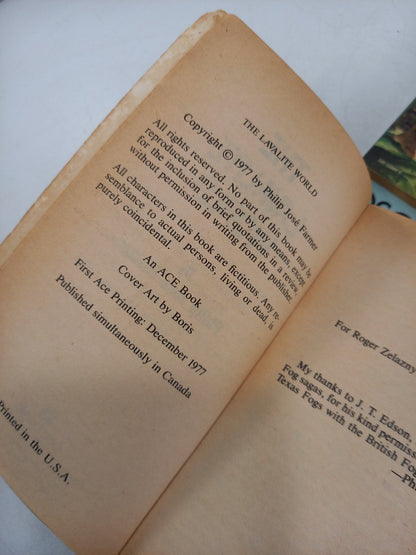 THE LAVALITE WORLD
Copyright © 1977 by Philip José Farmer
All rights reserved. No part of this book may be
reproduced in any form or by any means, except
for the inclusion of brief quotations in a review,
without permission in writing from the publisher.
All characters in this book are fictitious. Any re-
semblance to actual persons, living or dead, is
purely coincidental.
An ACE Book
Cover Art by Boris
First Ace Printing: December 1977
Published simultaneously in Canada
Printed in the U.S.A.
For Roger Zelazny
My thanks to J. T. Edson,
Fog sagas, for his kind permiss
Texas Fogs with the British Fog
—Ph